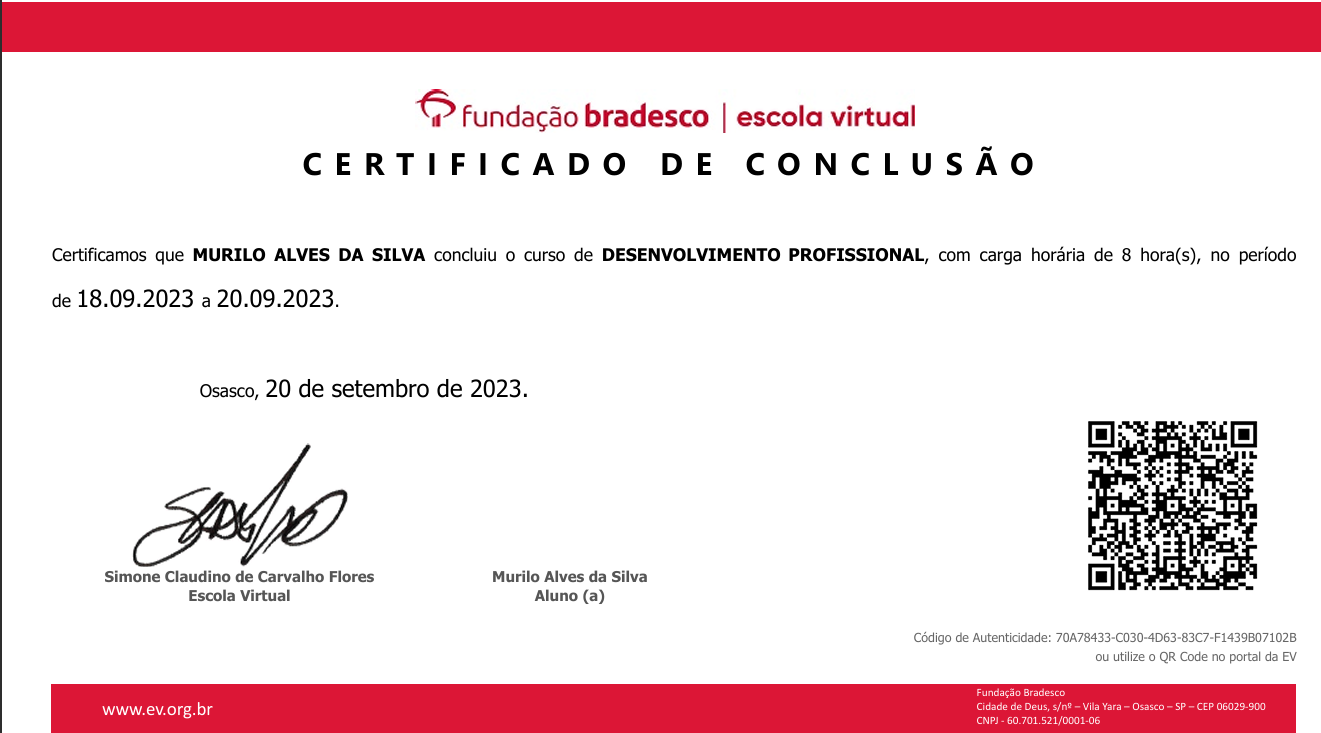 fundação bradesco | escola virtual
CERTIFICADO DE CONCLUSÃO
Certificamos que MURILO ALVES DA SILVA concluiu o curso de DESENVOLVIMENTO PROFISSIONAL, com carga horária de 8 hora(s), no período
de 18.09.2023 a 20.09.2023.
Osasco, 20 de setembro de 2023.
Simone Claudino de Carvalho Flores
Escola Virtual
Murilo Alves da Silva
Aluno (a)
Código de Autenticidade: 70A78433-C030-4D63-83C7-F1439B07102B
ou utilize o QR Code no portal da EV
www.ev.org.br
Fundação Bradesco
Cidade de Deus, s/nº – Vila Yara – Osasco – SP – CEP 06029-900
CNPJ - 60.701.521/0001-06